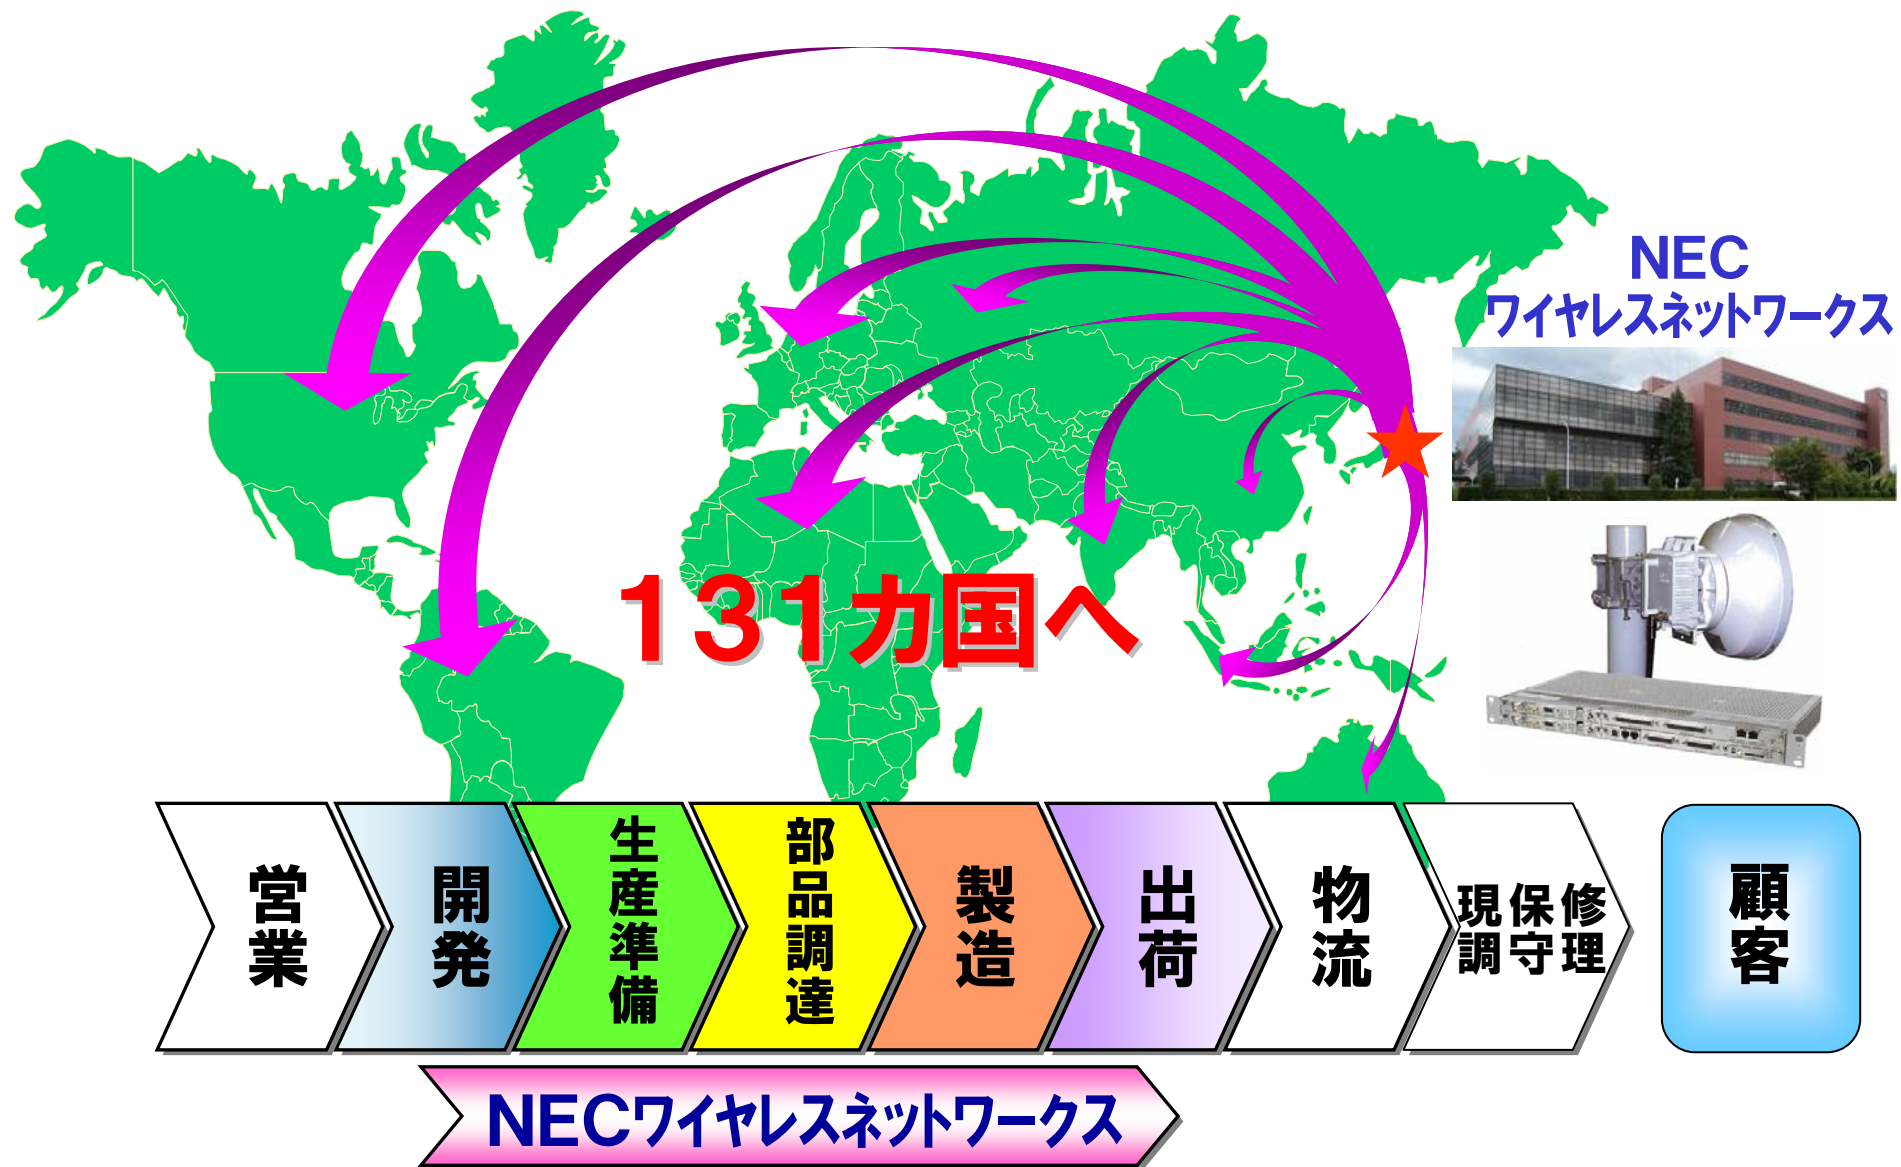 NEC
ワイヤレスネットワークス
131カ国へ
営業
開発
生産準備
部品調達
製造
出荷
物流
現調
保守
修理
顧客
NECワイヤレスネットワークス